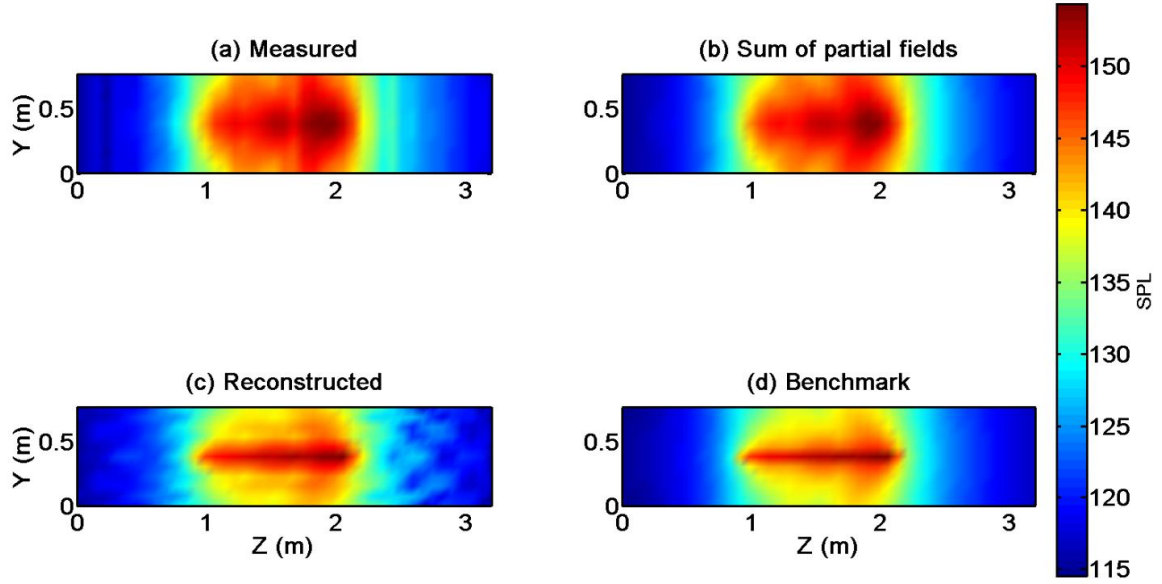 (a) Measured
(b) Sum of partial fields
Y (m)
0.5
0
0 1 2 3
0.5
0
0 1 2 3
(c) Reconstructed
(d) Benchmark
Y (m)
0.5
0
0 1 2 3
Z (m)
0.5
0
0 1 2 3
Z (m)
150
145
140
135
130
125
120
115
SPL